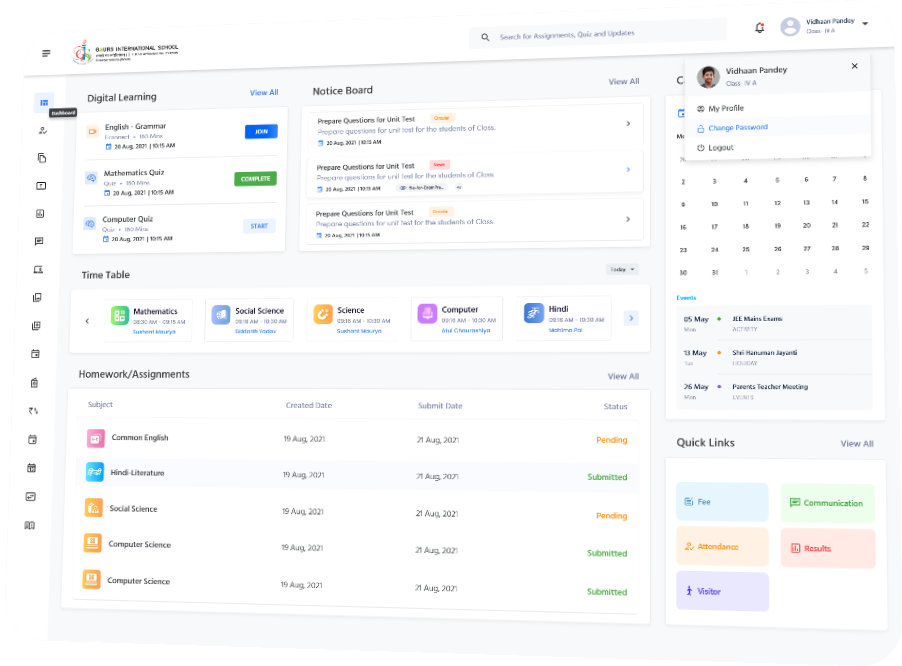 GAURS INTERNATIONAL SCHOOL
Search for Assignments, Quiz and Updates
Vidhaan Pandey
Class - IV A
Vidhaan Pandey
Class - IV A
My Profile
Change Password
Logout
Dashboard
Digital Learning
View All
English - Grammar
180 Mins
20 Aug, 2021 | 10:15 AM
JOIN
Mathematics Quiz
Quiz • 180 Mins
20 Aug, 2021 | 10:15 AM
COMPLETE
Computer Quiz
Quiz • 180 Mins
20 Aug, 2021 | 10:15 AM
START
Notice Board
View All
Prepare Questions for Unit Test
Circular
Prepare questions for unit test for the students of Class.
20 Aug, 2021 | 10:15 AM
Prepare Questions for Unit Test
News
Prepare questions for unit test for the students of Class.
20 Aug, 2021 | 10:15 AM
Prepare Questions for Unit Test
Circular
Prepare questions for unit test for the students of Class.
20 Aug, 2021 | 10:15 AM
2 3 4 5 6 7 8
9 10 11 12 13 14 15
16 17 18 19 20 21 22
23 24 25 26 27 28 29
30 31 1 2 3 4 5
Events
05 May
Mon
JEE Mains Exams
ACTIVITY
13 May
Tue
Shri Hanuman Jayanti
HOLIDAY
26 May
Mon
Parents Teacher Meeting
EVENTS
Time Table
Today
Mathematics
09:30 AM - 09:15 AM
Sushant Maurya
Social Science
09:16 AM - 10:30 AM
Siddarth Yadav
Science
09:16 AM - 10:30 AM
Sushant Maurya
Computer
09:16 AM - 10:30 AM
Atul Ghaurashiya
Hindi
09:16 AM - 10:30 AM
Mahima Pal
Homework/Assignments
View All
Subject Created Date Submit Date Status
Common English 19 Aug, 2021 21 Aug, 2021 Pending
Hindi-Literature 19 Aug, 2021 21 Aug, 2021 Submitted
Social Science 19 Aug, 2021 21 Aug, 2021 Pending
Computer Science 19 Aug, 2021 21 Aug, 2021 Submitted
Computer Science 19 Aug, 2021 21 Aug, 2021 Submitted
Quick Links
View All
Fee
Communication
Attendance
Results
Visitor